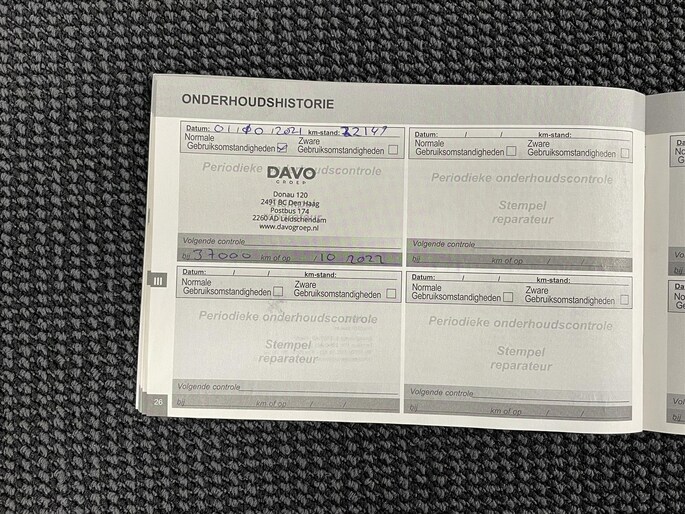 ONDERHOUDSHISTORIE
Datum: 01 / 10 / 2021 km-stand: 22149
Normale Gebruiksomstandigheden Zware Gebruiksomstandigheden
Periodieke onderhoudscontrole
DAVO
GROEP
Donau 120
2491 BC Den Haag
Postbus 174
2260 AD Leidschendam
www.davogroep.nl
Volgende controle
bij 37000 km of op / 10 2022
Datum: / / km-stand:
Normale Gebruiksomstandigheden Zware Gebruiksomstandigheden
Periodieke onderhoudscontrole
Stempel
reparateur
Volgende controle
bij km of op / /
III
Datum: / / km-stand:
Normale Gebruiksomstandigheden Zware Gebruiksomstandigheden
Periodieke onderhoudscontrole
Stempel
reparateur
Volgende controle
bij km of op / /
Datum: / / km-stand:
Normale Gebruiksomstandigheden Zware Gebruiksomstandigheden
Periodieke onderhoudscontrole
Stempel
reparateur
Volgende controle
bij km of op / /
26